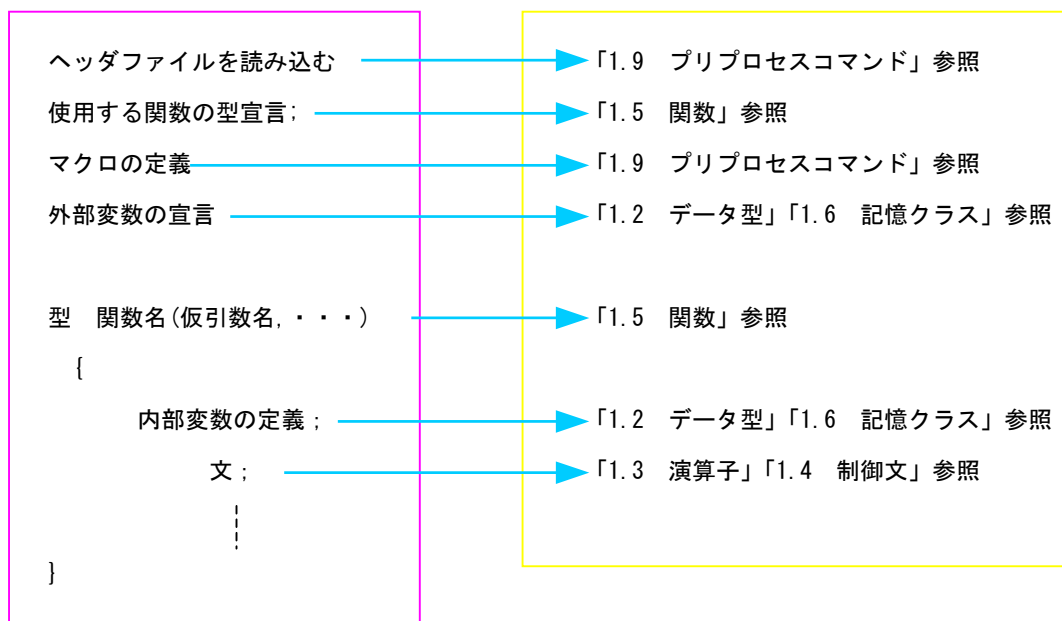 ヘッダファイルを読み込む 「1.9 プリプロセスコマンド」参照
使用する関数の型宣言; 「1.5 関数」参照
マクロの定義 「1.9 プリプロセスコマンド」参照
外部変数の宣言 「1.2 データ型」「1.6 記憶クラス」参照
型 関数名(仮引数名,・・・) 「1.5 関数」参照
{
内部変数の定義; 「1.2 データ型」「1.6 記憶クラス」参照
文; 「1.3 演算子」「1.4 制御文」参照
}